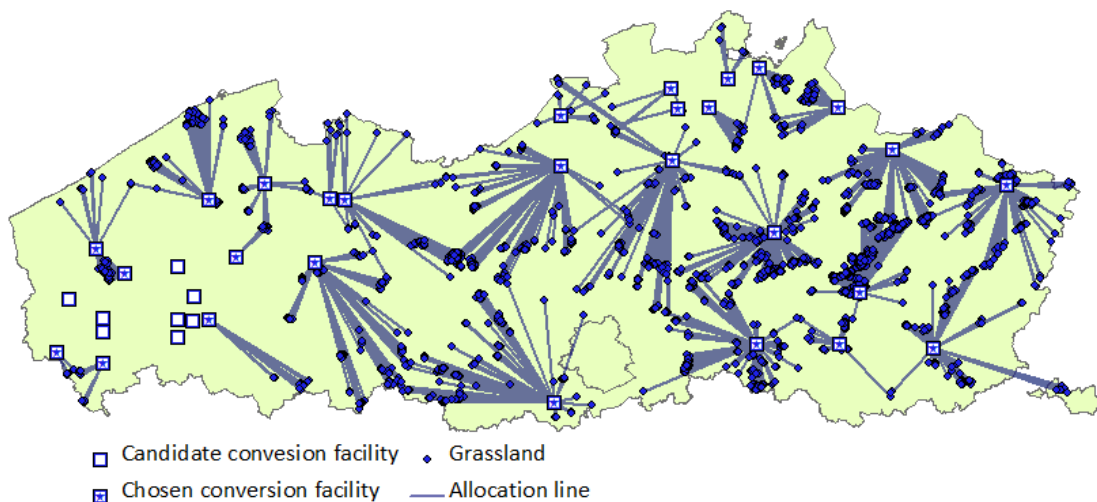 Candidate convesion facility
Grassland
Chosen conversion facility
Allocation line